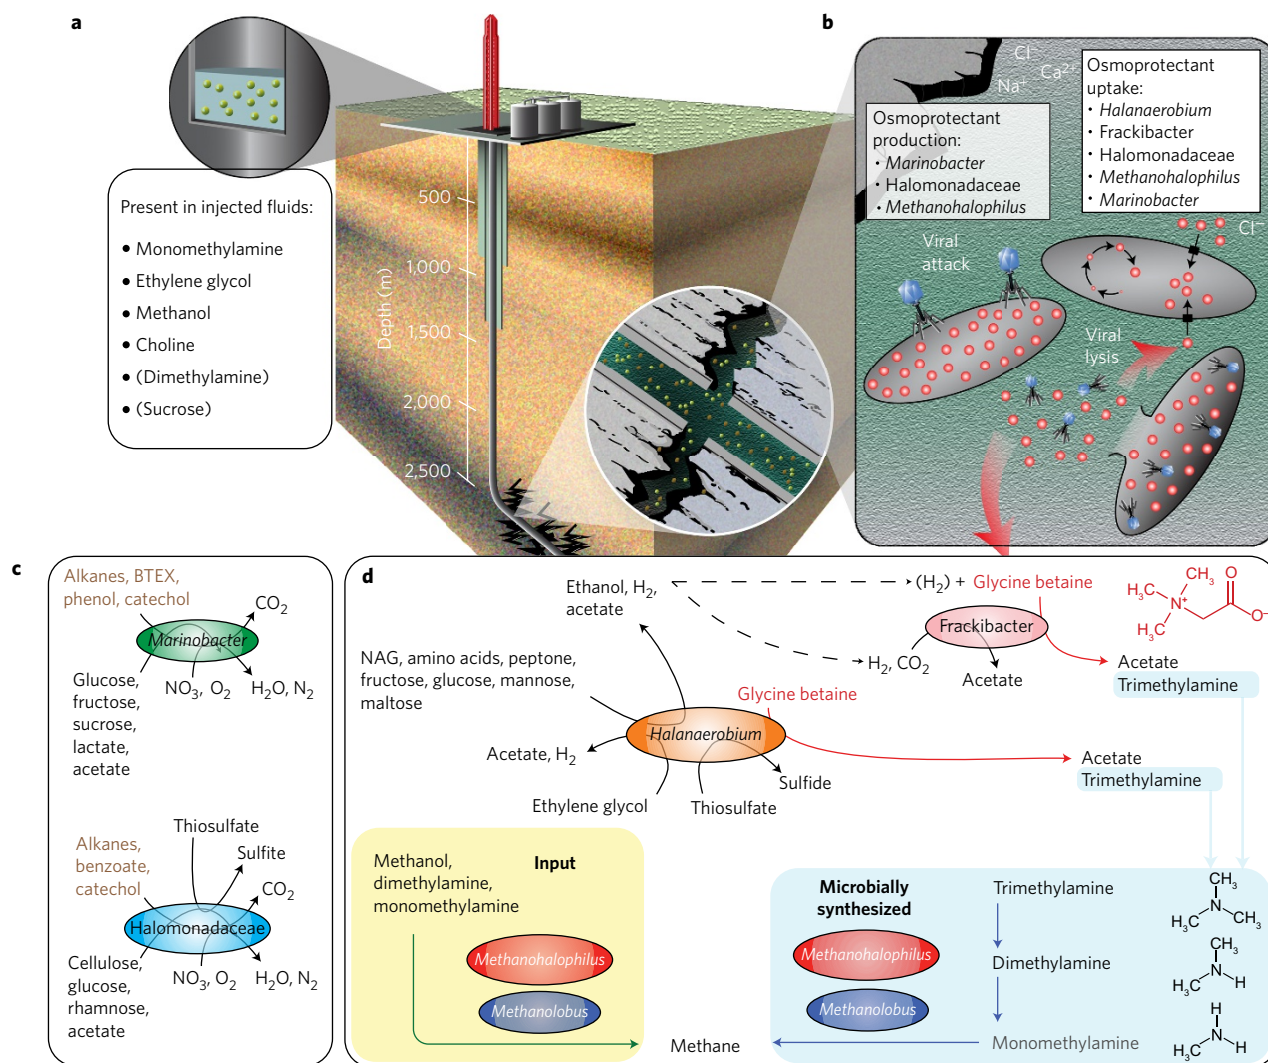 a
Present in injected fluids:
• Monomethylamine
• Ethylene glycol
• Methanol
• Choline
• (Dimethylamine)
• (Sucrose)
Depth (m)
500
1,000
1,500
2,000
2,500
b
Cl⁻
Na⁺
Ca²⁺
Osmoprotectant
production:
• Marinobacter
• Halomonadaceae
• Methanohalophilus
Osmoprotectant
uptake:
• Halanaerobium
• Frackibacter
• Halomonadaceae
• Methanohalophilus
• Marinobacter
Cl⁻
Viral
attack
Viral
lysis
c
Alkanes, BTEX,
phenol, catechol
CO₂
Marinobacter
Glucose,
fructose,
sucrose,
lactate,
acetate
NO₃, O₂
H₂O, N₂
Thiosulfate
Alkanes,
benzoate,
catechol
Sulfite
CO₂
Halomonadaceae
Cellulose,
glucose,
rhamnose,
acetate
NO₃, O₂
H₂O, N₂
d
Ethanol, H₂,
acetate
(H₂) + Glycine betaine
Frackibacter
H₂, CO₂
Acetate
CH₃
H₃C
N⁺
H₃C
O
O⁻
Acetate
Trimethylamine
NAG, amino acids, peptone,
fructose, glucose, mannose,
maltose
Glycine betaine
Halanaerobium
Acetate, H₂
Sulfide
Ethylene glycol
Thiosulfate
Acetate
Trimethylamine
Methanol,
dimethylamine,
monomethylamine
Input
Methanohalophilus
Methanolobus
Methane
Microbially
synthesized
Methanohalophilus
Methanolobus
Trimethylamine
Dimethylamine
Monomethylamine
CH₃
N
H₃C
CH₃
CH₃
N
H₃C
H
H
N
H₃C
H